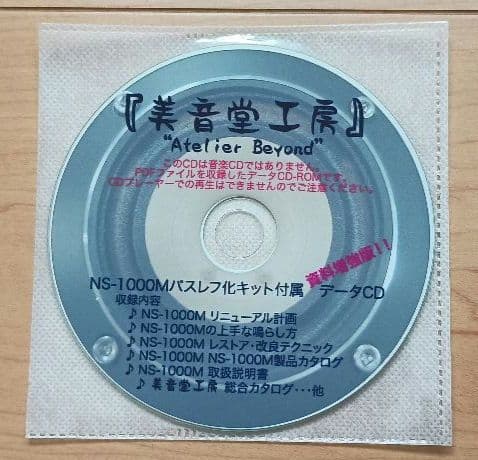 『美音堂工房』
"Atelier Beyond"
このCDは音楽CDではありません。
PDFファイルを収録したデータCD-ROMです。
CDプレーヤーでの再生はできませんのでご注意ください。
資料増強版!!
NS-1000Mバスレフ化キット付属 データCD
収録内容
♪ NS-1000M リニューアル計画
♪ NS-1000Mの上手な鳴らし方
♪ NS-1000M レストア・改良テクニック
♪ NS-1000M NS-1000M製品カタログ
♪ NS-1000M 取扱説明書
♪ 美音堂工房 総合カタログ・・・他